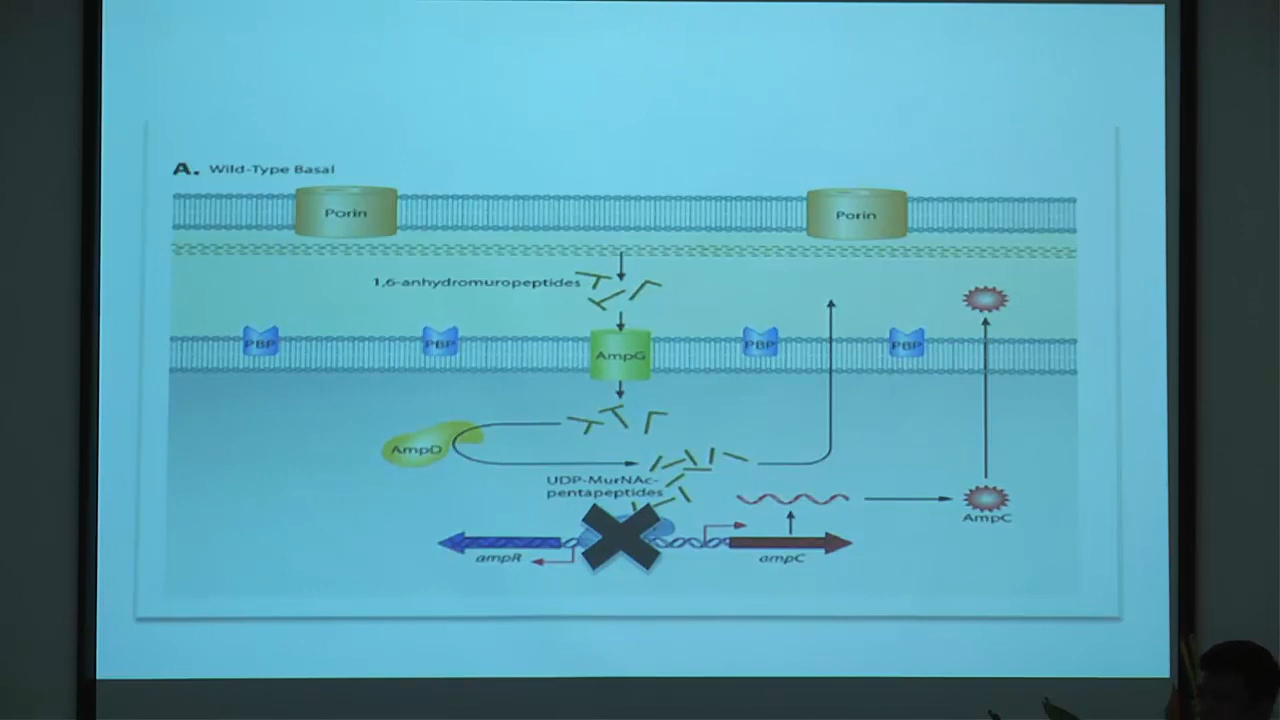 A. Wild-Type Basal
Porin
Porin
1,6-anhydromuropeptides
PBP
PBP
AmpG
PBP
PBP
AmpD
UDP-MurNAc-
pentapeptides
AmpC
ampR
ampC